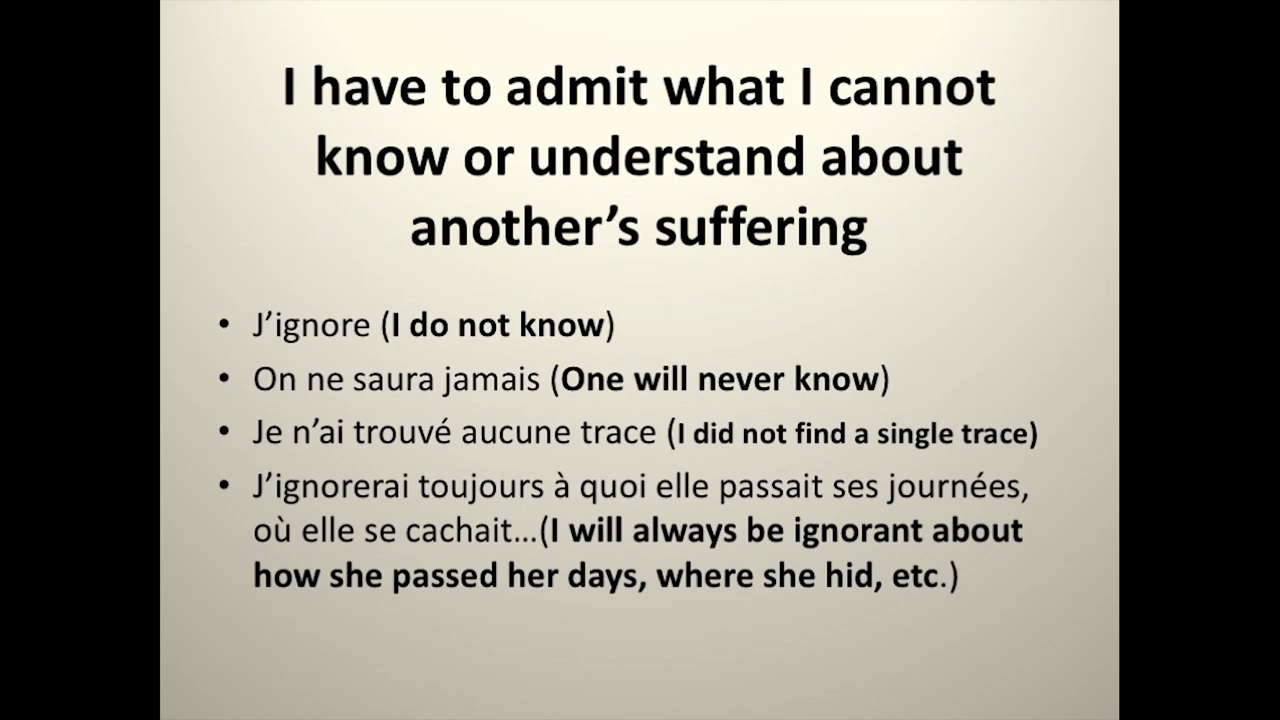 I have to admit what I cannot
know or understand about
another’s suffering
• J’ignore (I do not know)
• On ne saura jamais (One will never know)
• Je n’ai trouvé aucune trace (I did not find a single trace)
• J’ignorerai toujours à quoi elle passait ses journées,
où elle se cachait…(I will always be ignorant about
how she passed her days, where she hid, etc.)